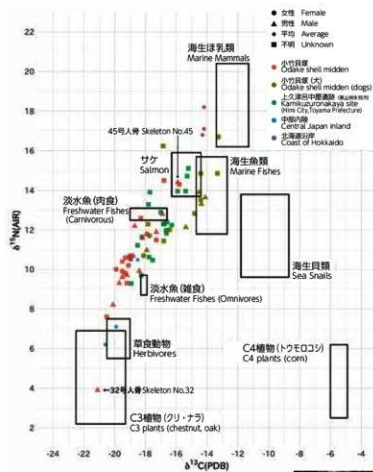 ● 女性 Female
▲ 男性 Male
◆ 平均 Average
■ 不明 Unknown
小竹貝塚
Odake shell midden
小竹貝塚 (犬)
Odake shell midden (dogs)
上久津呂中屋遺跡
Kamikuzuronakaya site
(Himi City,Toyama Prefecture)
中部内陸
Central Japan inland
北海道沿岸
Coast of Hokkaido
海生ほ乳類
Marine Mammals
45号人骨 Skeleton No.45
サケ
Salmon
海生魚類
Marine Fishes
淡水魚(肉食)
Freshwater Fishes
(Carnivorous)
海生貝類
Sea Snails
淡水魚(雑食)
Freshwater Fishes (Omnivores)
草食動物
Herbivores
C4植物(トウモロコシ)
C4 plants (corn)
32号人骨 Skeleton No.32
C3植物(クリ・ナラ)
C3 plants (chestnut, oak)
δ15N(AIR)
22
20
18
16
14
12
10
8
6
4
2
-24 -22 -20 -18 -16 -14 -12 -10 -8 -6 -4
δ13C(PDB)